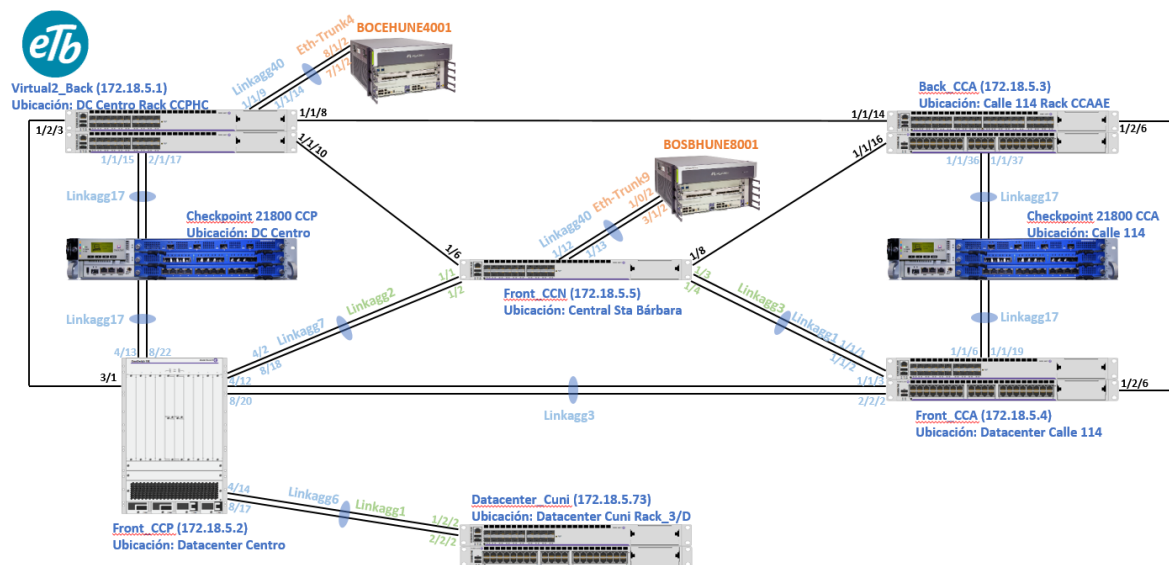 eTb
BOCEHUNE4001
Eth-Trunk4
8/1/2
7/1/2
Linkagg40
1/1/9
1/1/14
Virtual2_Back (172.18.5.1)
Ubicación: DC Centro Rack CCPHC
Back_CCA (172.18.5.3)
Ubicación: Calle 114 Rack CCAAE
1/2/3
1/1/8
1/1/10
1/1/14
1/1/16
1/2/6
1/1/15
2/1/17
1/1/36
1/1/37
BOSBHUNE8001
Eth-Trunk9
1/0/2
3/1/2
Linkagg40
1/12
1/13
Linkagg17
Linkagg17
Checkpoint 21800 CCP
Ubicación: DC Centro
Checkpoint 21800 CCA
Ubicación: Calle 114
1/6
1/8
1/1
1/2
1/3
1/4
Front_CCN (172.18.5.5)
Ubicación: Central Sta Bárbara
Linkagg2
Linkagg7
Linkagg3
Linkagg1
Linkagg17
Linkagg17
4/13
8/22
4/2
8/18
1/1/1
1/1/2
1/1/6
1/1/19
3/1
4/12
8/20
1/1/3
2/2/2
1/2/6
Linkagg3
Front_CCA (172.18.5.4)
Ubicación: Datacenter Calle 114
4/14
8/17
Linkagg6
Linkagg1
1/2/2
2/2/2
Datacenter_Cuni (172.18.5.73)
Ubicación: Datacenter Cuni Rack_3/D
Front_CCP (172.18.5.2)
Ubicación: Datacenter Centro